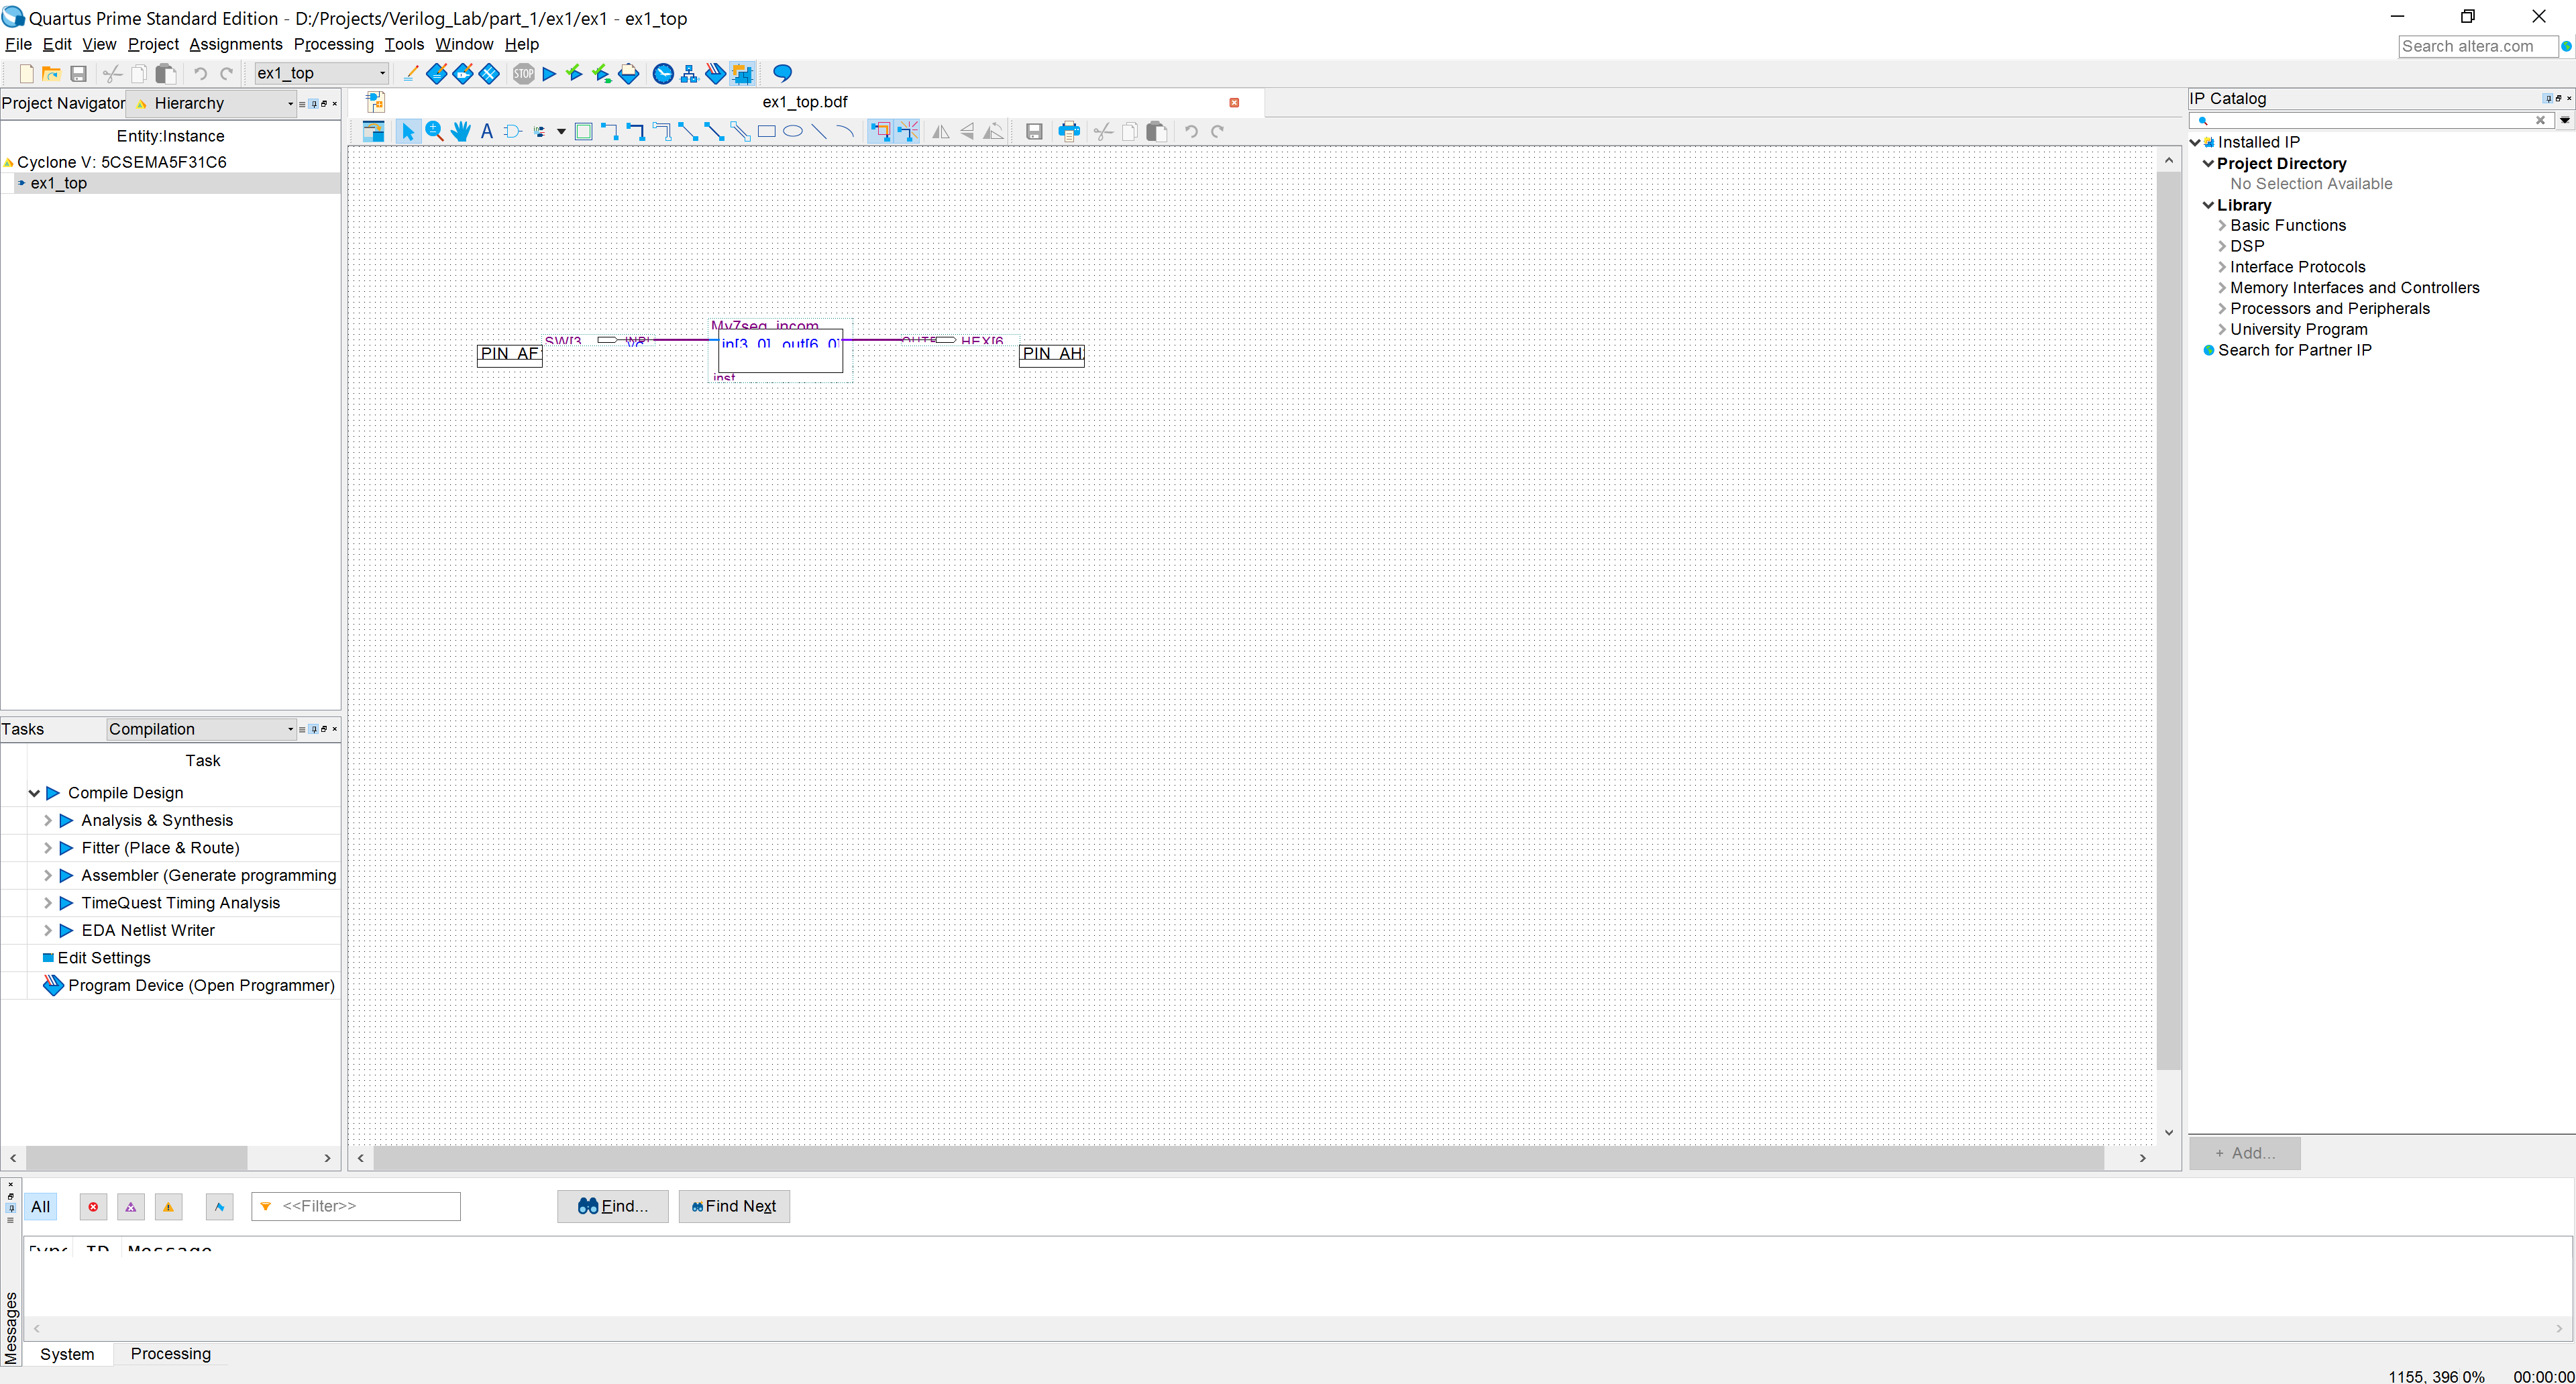 Quartus Prime Standard Edition - D:/Projects/Verilog_Lab/part_1/ex1/ex1 - ex1_top
File Edit View Project Assignments Processing Tools Window Help
Search altera.com
ex1_top
STOP
Project Navigator Hierarchy
Entity:Instance
Cyclone V: 5CSEMA5F31C6
ex1_top
ex1_top.bdf
My7seg_incom
SW[3
in[3..0] out[6..0]
HEX[6
PIN_AF
PIN_AH
inst
Tasks Compilation
Task
Compile Design
Analysis & Synthesis
Fitter (Place & Route)
Assembler (Generate programming
TimeQuest Timing Analysis
EDA Netlist Writer
Edit Settings
Program Device (Open Programmer)
IP Catalog
Installed IP
Project Directory
No Selection Available
Library
Basic Functions
DSP
Interface Protocols
Memory Interfaces and Controllers
Processors and Peripherals
University Program
Search for Partner IP
+ Add...
All
<<Filter>>
Find...
Find Next
Type ID Message
Messages
System Processing
1155, 396 0% 00:00:00